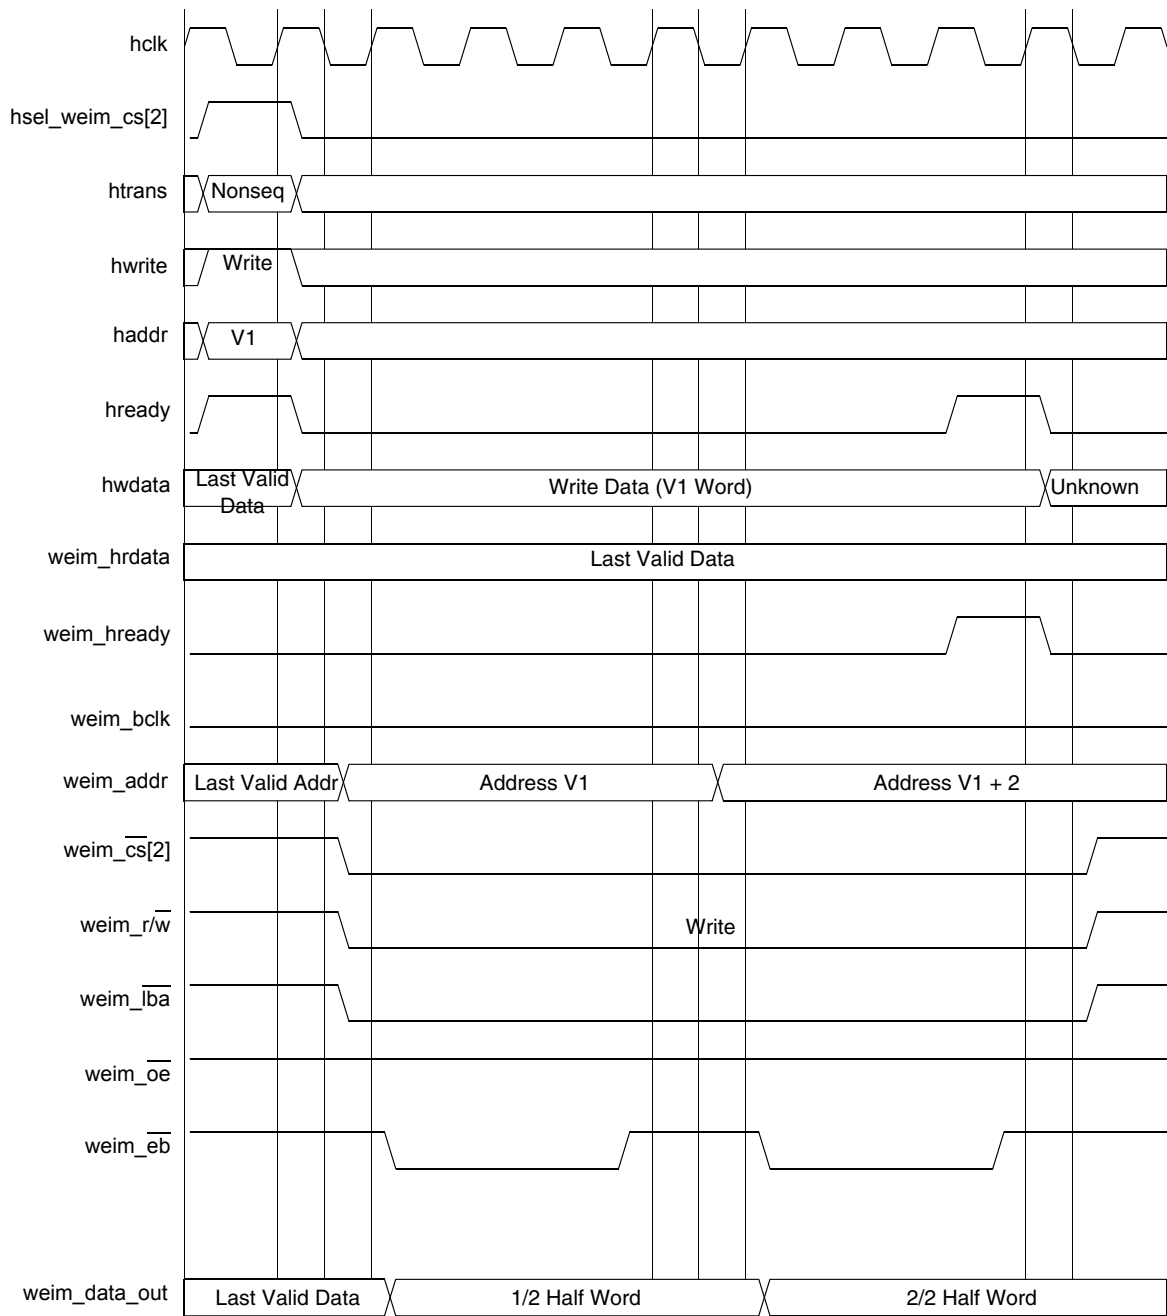 hclk
hsel_weim_cs[2]
htrans Nonseq
hwrite Write
haddr V1
hready
hwdata Last Valid Data Write Data (V1 Word) Unknown
weim_hrdata Last Valid Data
weim_hready
weim_bclk
weim_addr Last Valid Addr Address V1 Address V1 + 2
weim_cs[2]
weim_r/w Write
weim_lba
weim_oe
weim_eb
weim_data_out Last Valid Data 1/2 Half Word 2/2 Half Word